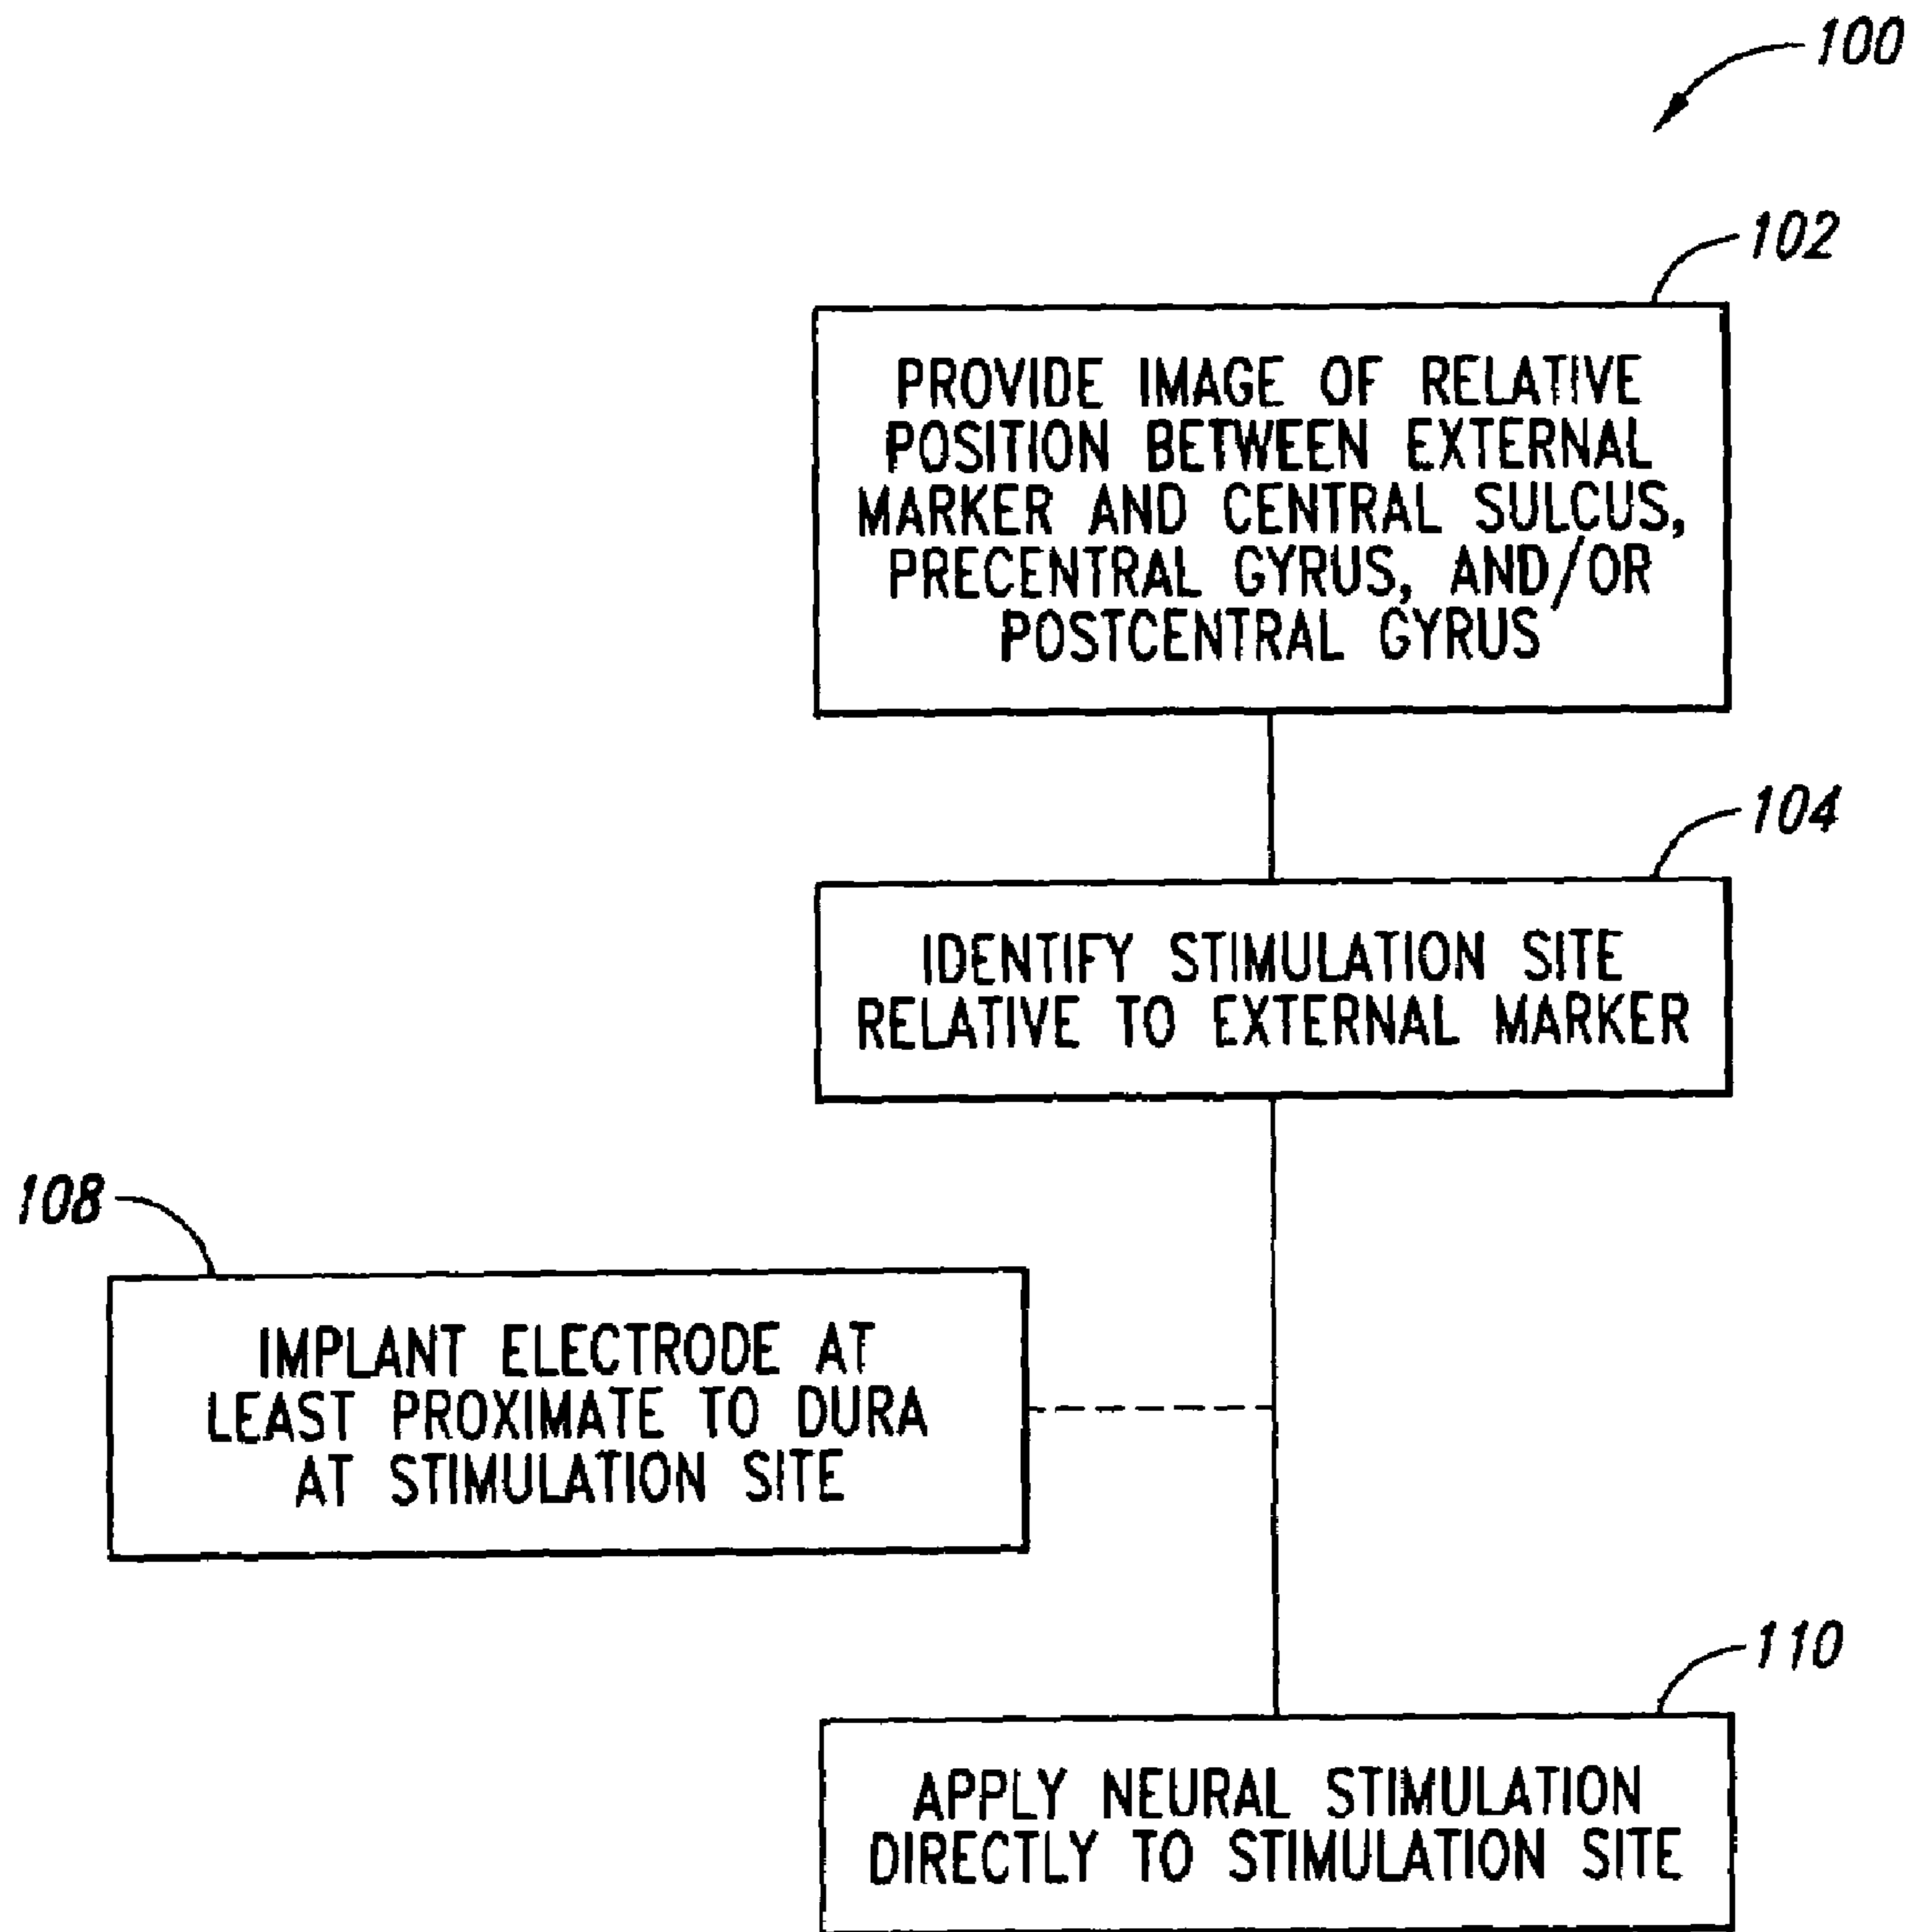 100
102
PROVIDE IMAGE OF RELATIVE
POSITION BETWEEN EXTERNAL
MARKER AND CENTRAL SULCUS,
PRECENTRAL GYRUS, AND/OR
POSTCENTRAL GYRUS
104
IDENTIFY STIMULATION SITE
RELATIVE TO EXTERNAL MARKER
108
IMPLANT ELECTRODE AT
LEAST PROXIMATE TO DURA
AT STIMULATION SITE
110
APPLY NEURAL STIMULATION
DIRECTLY TO STIMULATION SITE